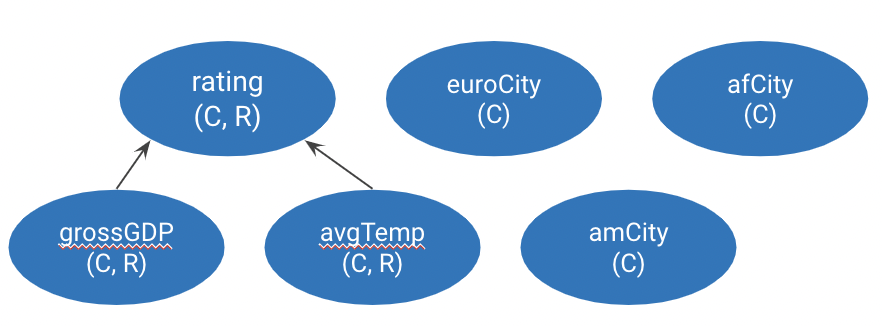 rating
(C, R)
euroCity
(C)
afCity
(C)
grossGDP
(C, R)
avgTemp
(C, R)
amCity
(C)